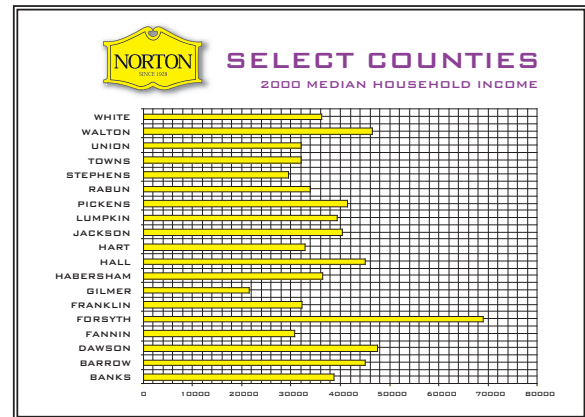 NORTON
SINCE 1928
SELECT COUNTIES
2000 MEDIAN HOUSEHOLD INCOME
WHITE
WALTON
UNION
TOWNS
STEPHENS
RABUN
PICKENS
LUMPKIN
JACKSON
HART
HALL
HABERSHAM
GILMER
FRANKLIN
FORSYTH
FANNIN
DAWSON
BARROW
BANKS
0 10000 20000 30000 40000 50000 60000 70000 80000